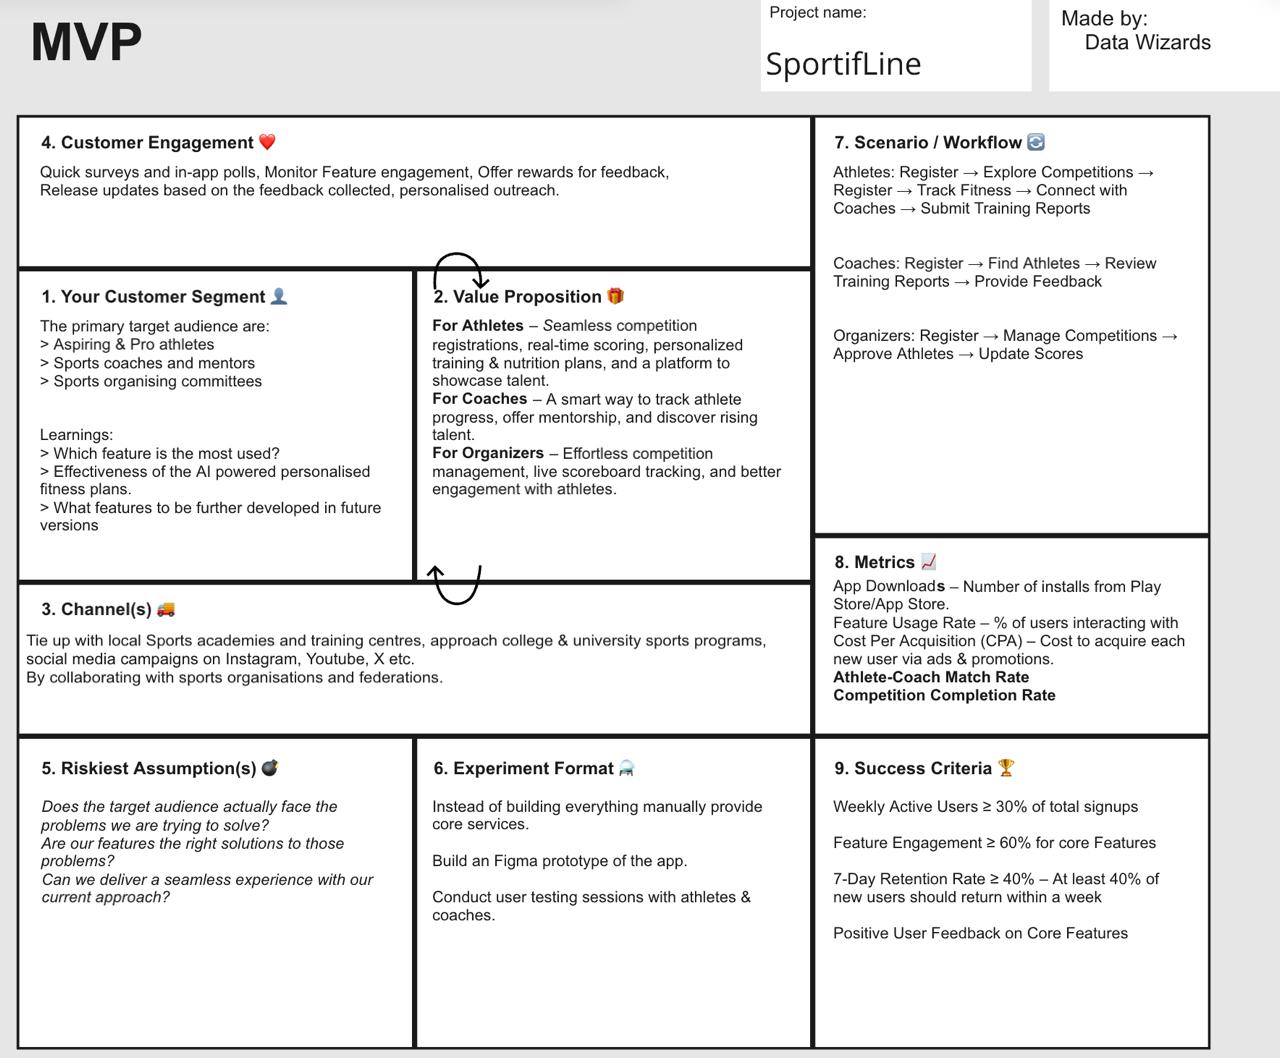 MVP
Project name:
SportifLine
Made by:
Data Wizards
4. Customer Engagement ❤️
Quick surveys and in-app polls, Monitor Feature engagement, Offer rewards for feedback,
Release updates based on the feedback collected, personalised outreach.
1. Your Customer Segment 👤
The primary target audience are:
> Aspiring & Pro athletes
> Sports coaches and mentors
> Sports organising committees
Learnings:
> Which feature is the most used?
> Effectiveness of the AI powered personalised
fitness plans.
> What features to be further developed in future
versions
2. Value Proposition 🎁
For Athletes – Seamless competition
registrations, real-time scoring, personalized
training & nutrition plans, and a platform to
showcase talent.
For Coaches – A smart way to track athlete
progress, offer mentorship, and discover rising
talent.
For Organizers – Effortless competition
management, live scoreboard tracking, and better
engagement with athletes.
3. Channel(s) 🚚
Tie up with local Sports academies and training centres, approach college & university sports programs,
social media campaigns on Instagram, Youtube, X etc.
By collaborating with sports organisations and federations.
5. Riskiest Assumption(s) 💣
Does the target audience actually face the
problems we are trying to solve?
Are our features the right solutions to those
problems?
Can we deliver a seamless experience with our
current approach?
6. Experiment Format
Instead of building everything manually provide
core services.
Build an Figma prototype of the app.
Conduct user testing sessions with athletes &
coaches.
7. Scenario / Workflow 🔄
Athletes: Register → Explore Competitions →
Register → Track Fitness → Connect with
Coaches → Submit Training Reports
Coaches: Register → Find Athletes → Review
Training Reports → Provide Feedback
Organizers: Register → Manage Competitions →
Approve Athletes → Update Scores
8. Metrics 📈
App Downloads – Number of installs from Play
Store/App Store.
Feature Usage Rate – % of users interacting with
Cost Per Acquisition (CPA) – Cost to acquire each
new user via ads & promotions.
Athlete-Coach Match Rate
Competition Completion Rate
9. Success Criteria 🏆
Weekly Active Users ≥ 30% of total signups
Feature Engagement ≥ 60% for core Features
7-Day Retention Rate ≥ 40% – At least 40% of
new users should return within a week
Positive User Feedback on Core Features